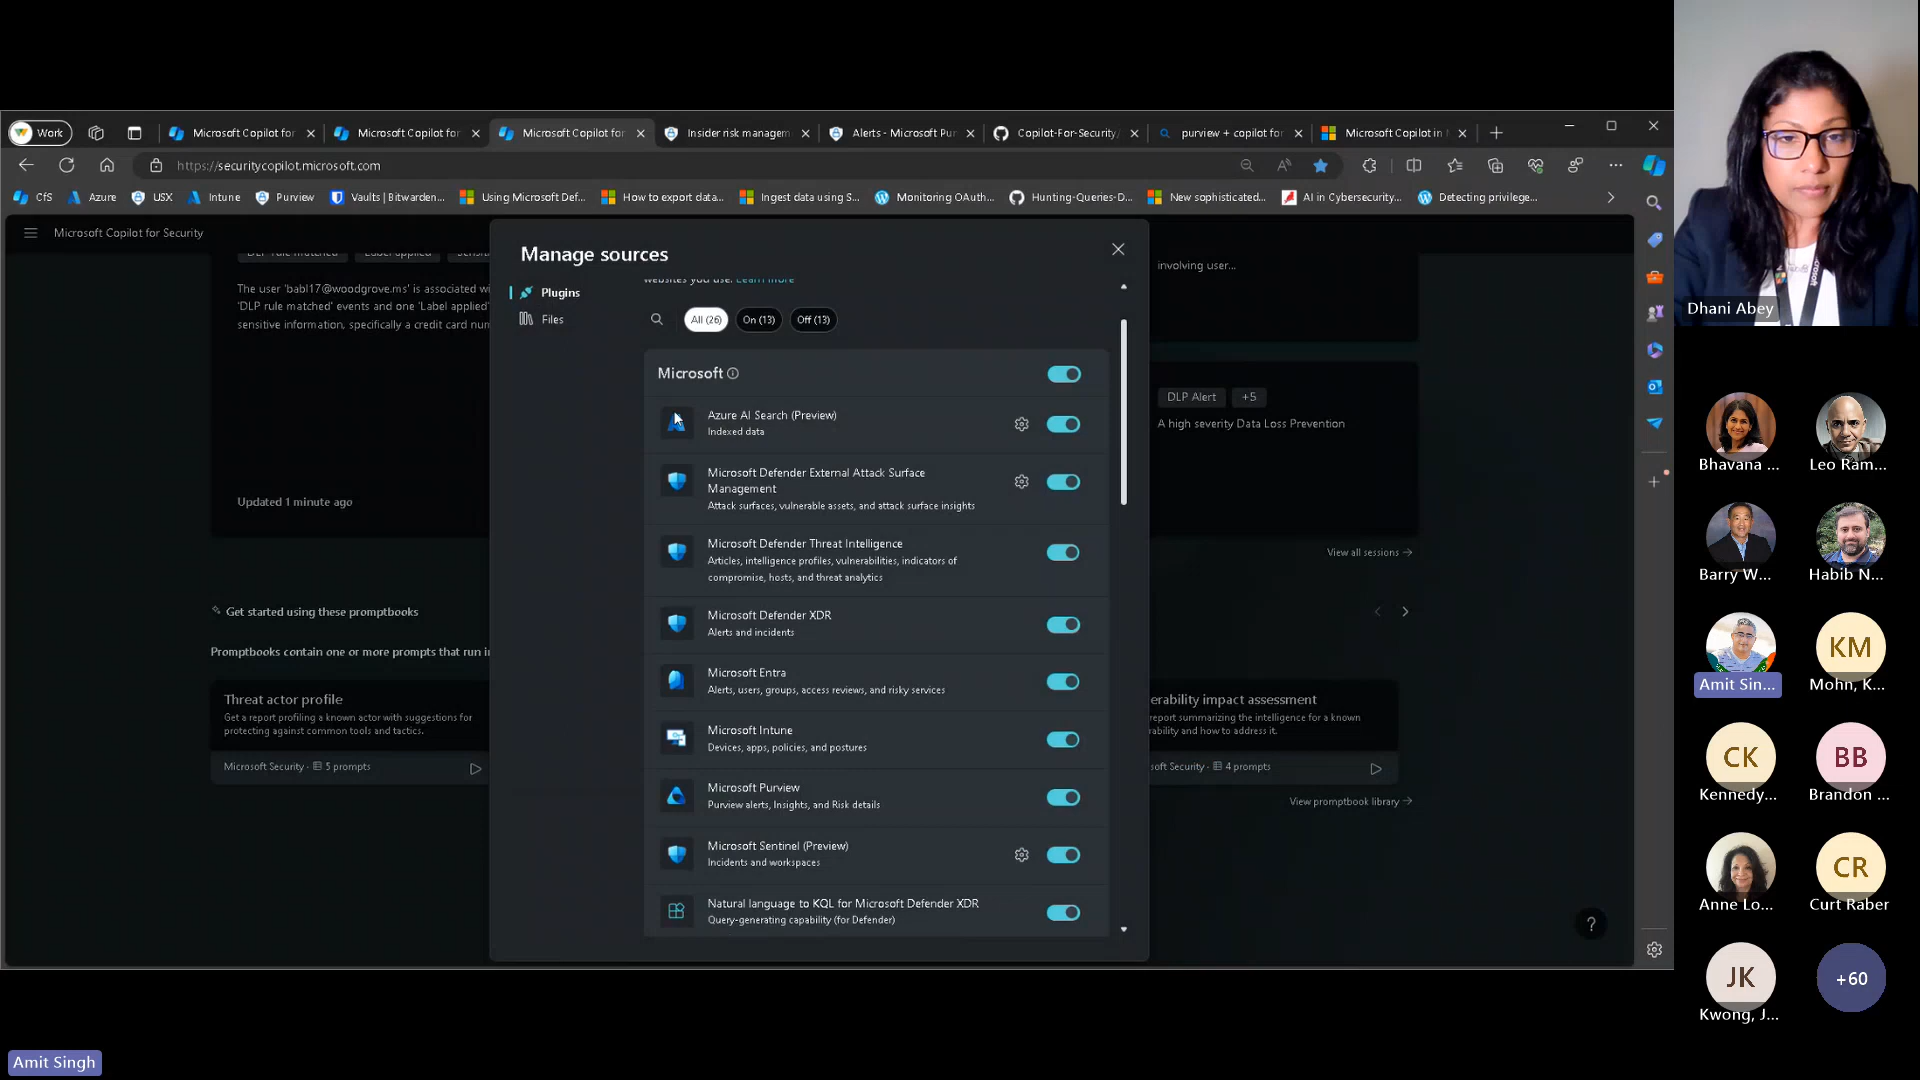 Work
Microsoft Copilot for
Microsoft Copilot for
Microsoft Copilot for
Insider risk managem
Alerts - Microsoft Pur
Copilot-For-Security/
purview + copilot for
Microsoft Copilot in
https://securitycopilot.microsoft.com
CfS
Azure
USX
Intune
Purview
Vaults | Bitwarden...
Using Microsoft Def...
How to export data...
Ingest data using S...
Monitoring OAuth...
Hunting-Queries-D...
New sophisticated...
AI in Cybersecurity...
Detecting privilege...
Microsoft Copilot for Security
DLP rule matched
Label applied
The user 'babl17@woodgrove.ms' is associated wi
'DLP rule matched' events and one 'Label applied'
sensitive information, specifically a credit card num
Updated 1 minute ago
Get started using these promptbooks
Promptbooks contain one or more prompts that run i
Threat actor profile
Get a report profiling a known actor with suggestions for
protecting against common tools and tactics.
Microsoft Security · 5 prompts
Manage sources
Plugins
Files
websites you use. Learn more
All (26)
On (13)
Off (13)
Microsoft
Azure AI Search (Preview)
Indexed data
Microsoft Defender External Attack Surface
Management
Attack surfaces, vulnerable assets, and attack surface insights
Microsoft Defender Threat Intelligence
Articles, intelligence profiles, vulnerabilities, indicators of
compromise, hosts, and threat analytics
Microsoft Defender XDR
Alerts and incidents
Microsoft Entra
Alerts, users, groups, access reviews, and risky services
Microsoft Intune
Devices, apps, policies, and postures
Microsoft Purview
Purview alerts, Insights, and Risk details
Microsoft Sentinel (Preview)
Incidents and workspaces
Natural language to KQL for Microsoft Defender XDR
Query-generating capability (for Defender)
involving user...
DLP Alert
+5
A high severity Data Loss Prevention
View all sessions
erability impact assessment
report summarizing the intelligence for a known
rability and how to address it.
soft Security · 4 prompts
View promptbook library
?
Dhani Abey
Bhavana ...
Leo Ram...
Barry W...
Habib N...
Amit Sin...
KM
Mohn, K...
CK
Kennedy...
BB
Brandon ...
Anne Lo...
CR
Curt Raber
JK
Kwong, J...
+60
Amit Singh